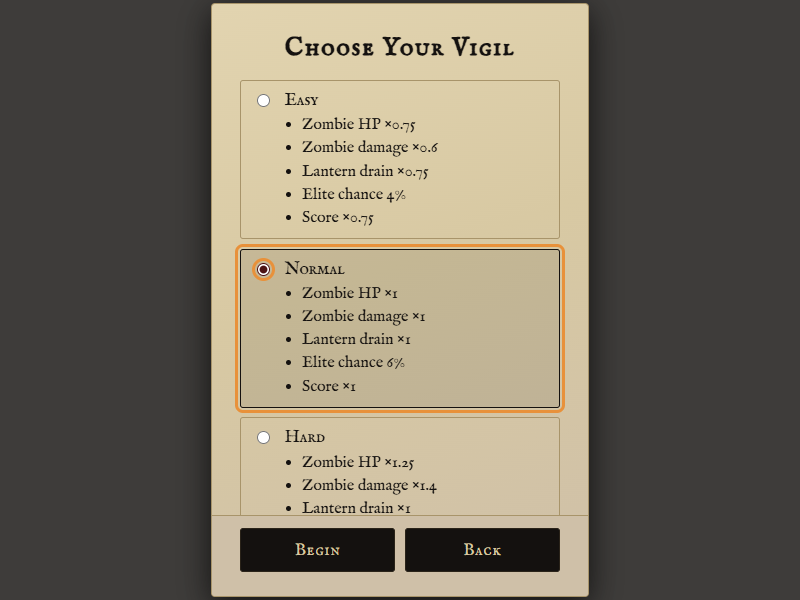 Choose Your Vigil
Easy
Zombie HP ×0.75
Zombie damage ×0.6
Lantern drain ×0.75
Elite chance 4%
Score ×0.75
Normal
Zombie HP ×1
Zombie damage ×1
Lantern drain ×1
Elite chance 6%
Score ×1
Hard
Zombie HP ×1.25
Zombie damage ×1.4
Lantern drain ×1
Begin
Back